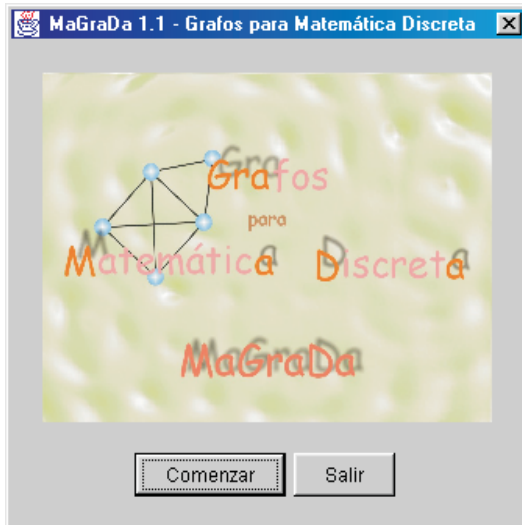 MaGraDa 1.1 - Grafos para Matemática Discreta
Grafos
para
Matemática Discreta
MaGraDa
Comenzar Salir